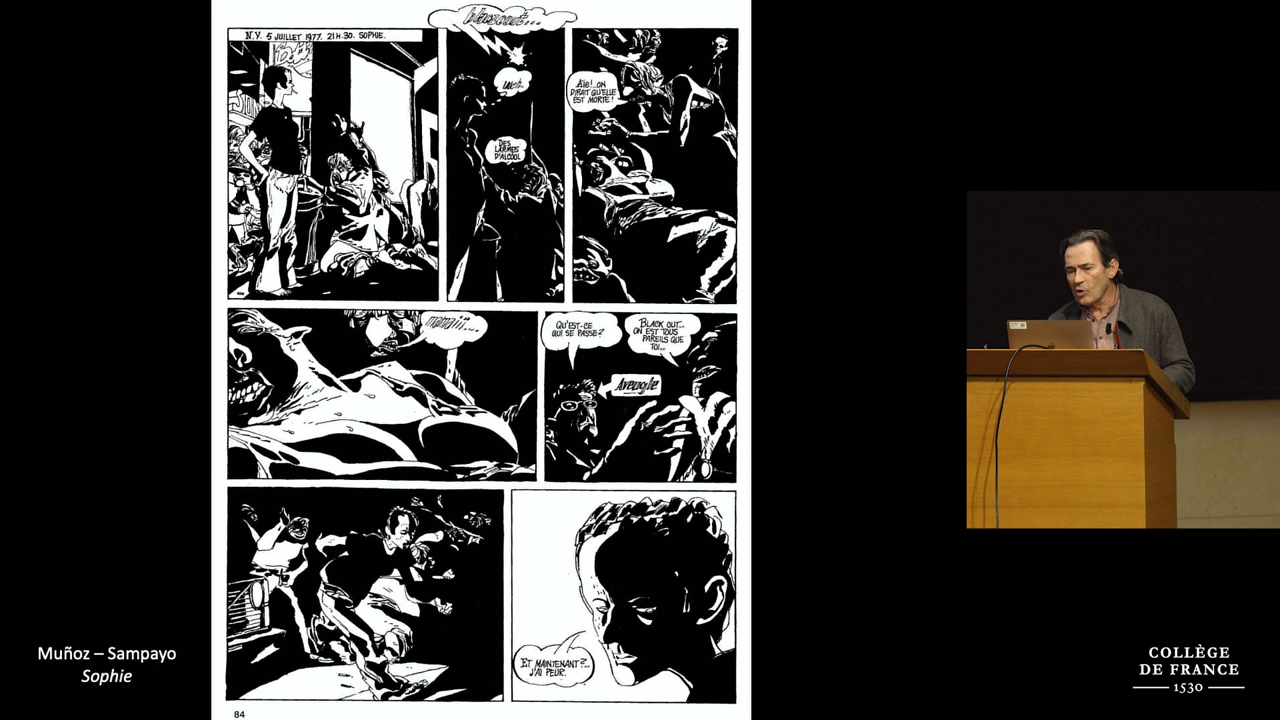 blackout...
N.Y. 5 JUILLET 1977. 21H.30. SOPHIE.
DES
LARMES
D'ALCOOL
AÏE!..ON
DIRAIT QU'ELLE
EST MORTE!
mamaiii...
QU'EST-CE
QUI SE PASSE?
BLACK OUT...
ON EST TOUS
PAREILS QUE
TOI...
Aveugle
ET MAINTENANT?...
J'AI PEUR.
84
Muñoz – Sampayo
Sophie
COLLÈGE
DE FRANCE
1530